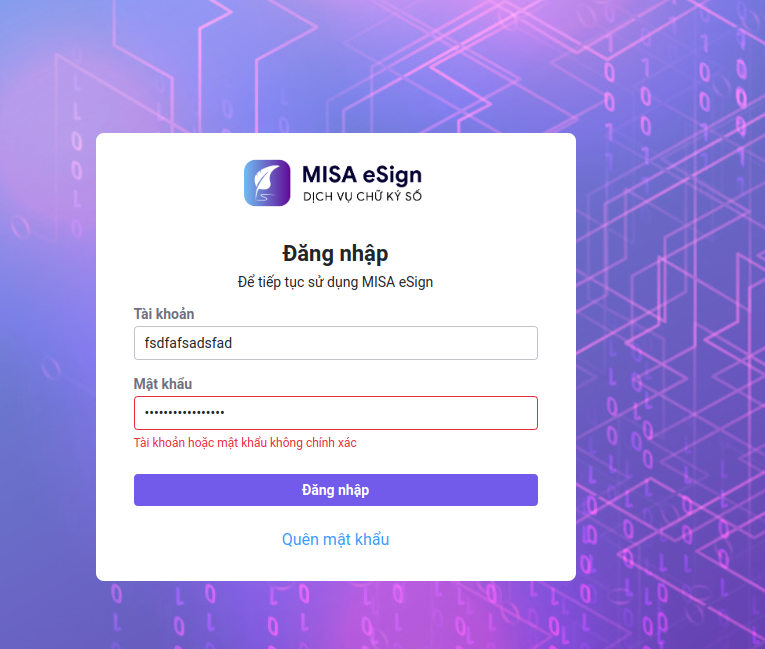 MISA eSign
DỊCH VỤ CHỮ KÝ SỐ
Đăng nhập
Để tiếp tục sử dụng MISA eSign
Tài khoản
fsdfafsadsfad
Mật khẩu
•••••••••••••••••
Tài khoản hoặc mật khẩu không chính xác
Đăng nhập
Quên mật khẩu